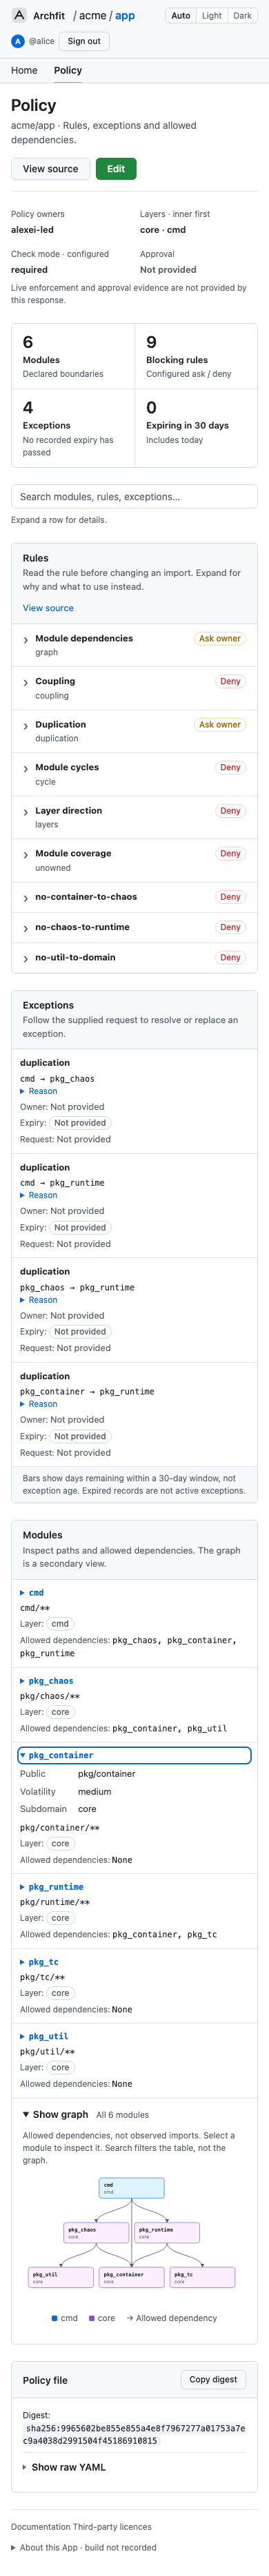 A Archfit / acme / app Auto Light Dark
A @alice Sign out
Home Policy
Policy
acme/app · Rules, exceptions and allowed
dependencies.
View source Edit
Policy owners Layers · inner first
alexei-led core · cmd
Check mode · configured Approval
required Not provided
Live enforcement and approval evidence are not provided by
this response.
6 9
Modules Blocking rules
Declared boundaries Configured ask / deny
4 0
Exceptions Expiring in 30 days
No recorded expiry has Includes today
passed
Search modules, rules, exceptions...
Expand a row for details.
Rules
Read the rule before changing an import. Expand for
why and what to use instead.
View source
Module dependencies Ask owner
graph
Coupling Deny
coupling
Duplication Ask owner
duplication
Module cycles Deny
cycle
Layer direction Deny
layers
Module coverage Deny
unowned
no-container-to-chaos Deny
no-chaos-to-runtime Deny
no-util-to-domain Deny
Exceptions
Follow the supplied request to resolve or replace an
exception.
duplication
cmd → pkg_chaos
Reason
Owner: Not provided
Expiry: Not provided
Request: Not provided
duplication
cmd → pkg_runtime
Reason
Owner: Not provided
Expiry: Not provided
Request: Not provided
duplication
pkg_chaos → pkg_runtime
Reason
Owner: Not provided
Expiry: Not provided
Request: Not provided
duplication
pkg_container → pkg_runtime
Reason
Owner: Not provided
Expiry: Not provided
Request: Not provided
Bars show days remaining within a 30-day window, not
exception age. Expired records are not active exceptions.
Modules
Inspect paths and allowed dependencies. The graph
is a secondary view.
cmd
cmd/**
Layer: cmd
Allowed dependencies: pkg_chaos, pkg_container,
pkg_runtime
pkg_chaos
pkg/chaos/**
Layer: core
Allowed dependencies: pkg_container, pkg_util
pkg_container
Public pkg/container
Volatility medium
Subdomain core
pkg/container/**
Layer: core
Allowed dependencies: None
pkg_runtime
pkg/runtime/**
Layer: core
Allowed dependencies: pkg_container, pkg_tc
pkg_tc
pkg/tc/**
Layer: core
Allowed dependencies: None
pkg_util
pkg/util/**
Layer: core
Allowed dependencies: None
Show graph All 6 modules
Allowed dependencies, not observed imports. Select a
module to inspect it. Search filters the table, not the
graph.
cmd
cmd
pkg_chaos pkg_runtime
core core
pkg_util pkg_container pkg_tc
core core core
cmd core → Allowed dependency
Policy file Copy digest
Digest:
sha256:9965602be855e855a4e8f7967277a01753a7e
c9a4038d2991504f45186910815
Show raw YAML
Documentation Third-party licences
About this App · build not recorded